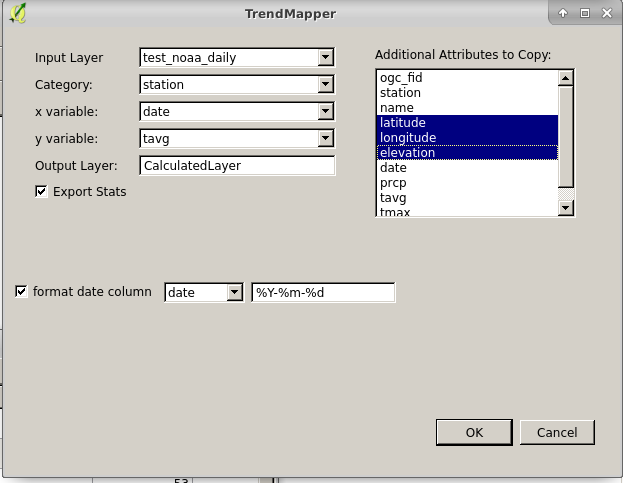 TrendMapper
Input Layer test_noaa_daily
Category: station
x variable: date
y variable: tavg
Output Layer: CalculatedLayer
Export Stats
Additional Attributes to Copy:
ogc_fid
station
name
latitude
longitude
elevation
date
prcp
tavg
tmax
format date column date %Y-%m-%d
OK Cancel
53